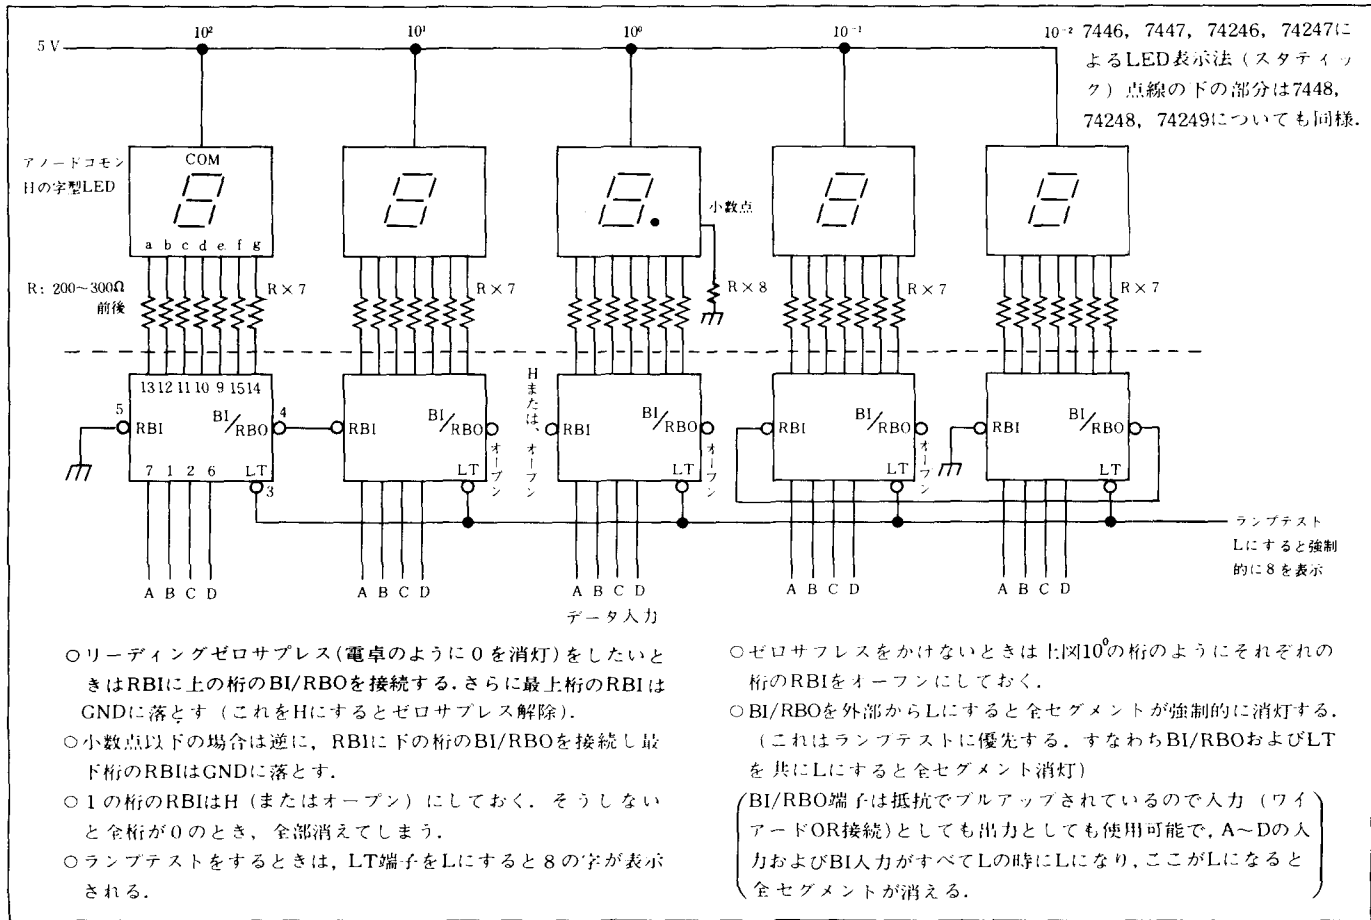 10² 10¹ 10⁰ 10⁻¹ 10⁻²
5V
7446, 7447, 74246, 74247に
よるLED表示法(スタティッ
ク)点線の下の部分は7448,
74248, 74249についても同様.
アノードコモン
Hの字型LED
COM
小数点
a b c d e f g
R: 200~300Ω
前後
R×7 R×7 R×8 R×7 R×7
13 12 11 10 9 15 14
Hまたは、オープン
5 RBI BI/RBO 4 RBI BI/RBO RBI BI/RBO RBI BI/RBO RBI BI/RBO
オープン オープン オープン
7 1 2 6 LT 3 LT LT LT LT
ランプテスト
Lにすると強制
的に8を表示
A B C D A B C D A B C D A B C D A B C D
データ入力
○リーディングゼロサプレス(電卓のように0を消灯)をしたいと
きはRBIに上の桁のBI/RBOを接続する.さらに最上桁のRBIは
GNDに落とす(これをHにするとゼロサプレス解除).
○小数点以下の場合は逆に,RBIに下の桁のBI/RBOを接続し最
下桁のRBIはGNDに落とす.
○1の桁のRBIはH(またはオープン)にしておく.そうしない
と全桁が0のとき,全部消えてしまう.
○ランプテストをするときは,LT端子をLにすると8の字が表示
される.
○ゼロサプレスをかけないときは上図10⁰の桁のようにそれぞれの
桁のRBIをオープンにしておく.
○BI/RBOを外部からLにすると全セグメントが強制的に消灯する.
(これはランプテストに優先する.すなわちBI/RBOおよびLT
を共にLにすると全セグメント消灯)
(BI/RBO端子は抵抗でプルアップされているので入力(ワイ
アードOR接続)としても出力としても使用可能で,A~Dの入
力およびBI入力がすべてLの時にLになり,ここがLになると
全セグメントが消える.)